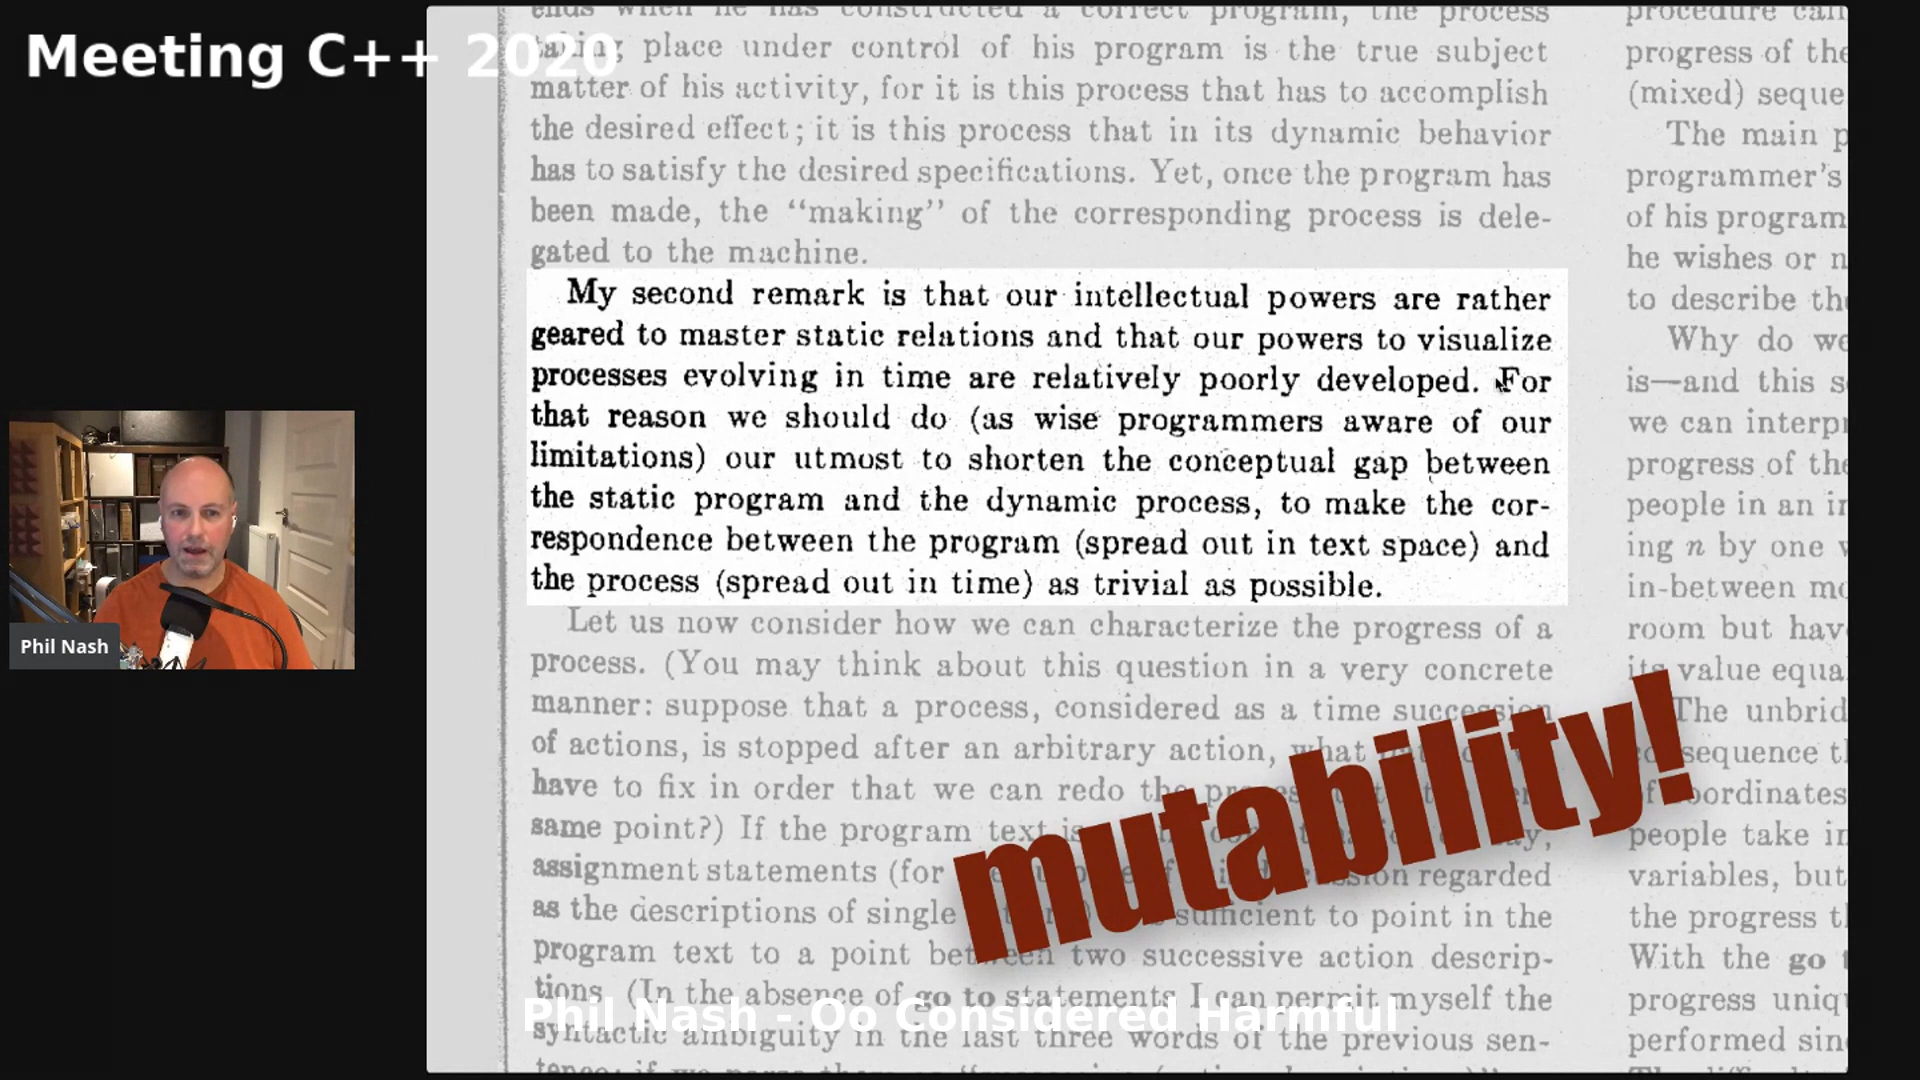 Meeting C++ 2020
ends when he has constructed a correct program, the process
taking place under control of his program is the true subject
matter of his activity, for it is this process that has to accomplish
the desired effect; it is this process that in its dynamic behavior
has to satisfy the desired specifications. Yet, once the program has
been made, the “making” of the corresponding process is dele-
gated to the machine.
My second remark is that our intellectual powers are rather
geared to master static relations and that our powers to visualize
processes evolving in time are relatively poorly developed. For
that reason we should do (as wise programmers aware of our
limitations) our utmost to shorten the conceptual gap between
the static program and the dynamic process, to make the cor-
respondence between the program (spread out in text space) and
the process (spread out in time) as trivial as possible.
Let us now consider how we can characterize the progress of a
process. (You may think about this question in a very concrete
manner: suppose that a process, considered as a time succession
of actions, is stopped after an arbitrary action, what
have to fix in order that we can redo the
same point?) If the program text is
assignment statements (for regarded
as the descriptions of single sufficient to point in the
program text to a point between two successive action descrip-
tions. (In the absence of go to statements I can permit myself the
syntactic ambiguity in the last three words of the previous sen-
procedure can
progress of the
(mixed) seque
The main p
programmer's
of his program
he wishes or n
to describe the
Why do we
is—and this s
we can interpr
progress of the
people in an in
ing n by one w
in-between mo
room but hav
its value equa
The unbrid
sequence t
people take in
variables, but
the progress t
With the go
progress uniq
performed sin
mutability!
Phil Nash
Phil Nash - Oo Considered Harmful